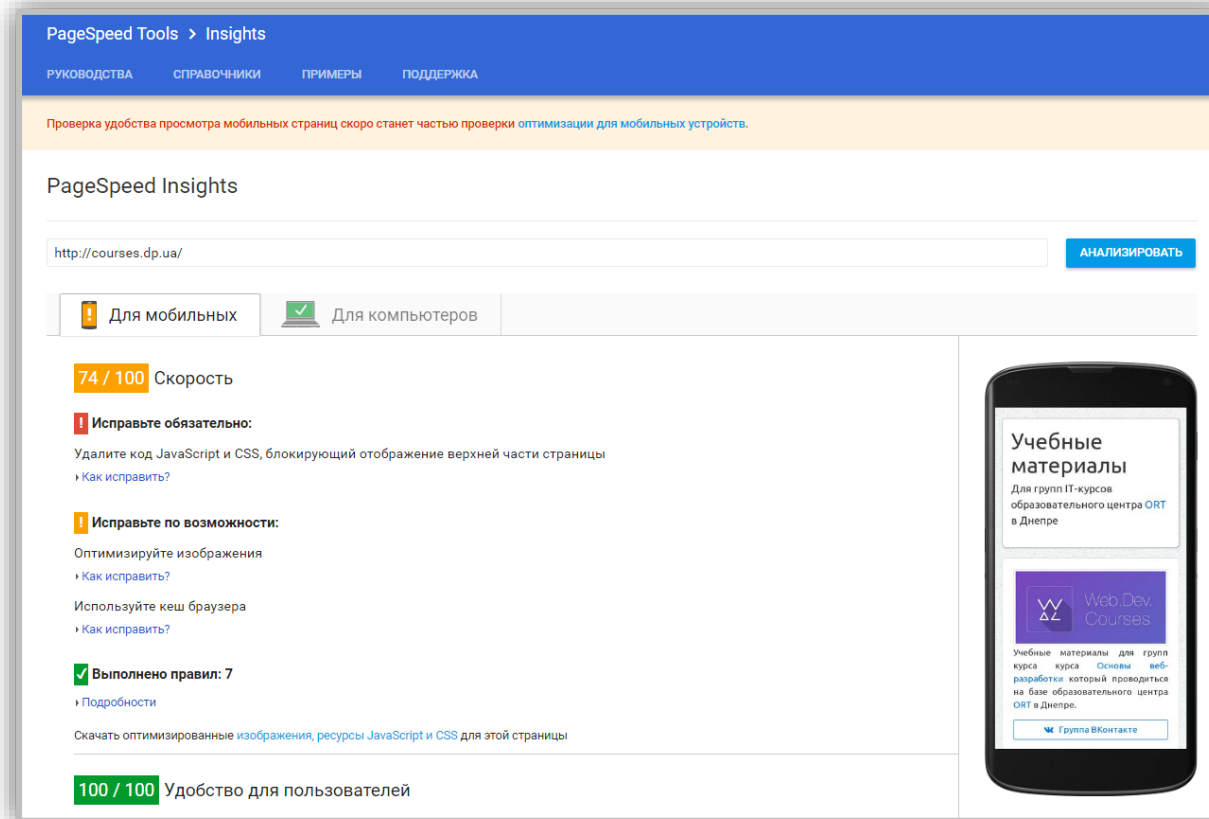 PageSpeed Tools > Insights
РУКОВОДСТВА СПРАВОЧНИКИ ПРИМЕРЫ ПОДДЕРЖКА
Проверка удобства просмотра мобильных страниц скоро станет частью проверки оптимизации для мобильных устройств.
PageSpeed Insights
http://courses.dp.ua/
АНАЛИЗИРОВАТЬ
Для мобильных
Для компьютеров
74 / 100 Скорость
! Исправьте обязательно:
Удалите код JavaScript и CSS, блокирующий отображение верхней части страницы
Как исправить?
! Исправьте по возможности:
Оптимизируйте изображения
Как исправить?
Используйте кеш браузера
Как исправить?
Выполнено правил: 7
Подробности
Скачать оптимизированные изображения, ресурсы JavaScript и CSS для этой страницы
100 / 100 Удобство для пользователей
Учебные
материалы
Для групп IT-курсов
образовательного центра ORT
в Днепре
Web.Dev.
Courses
Учебные материалы для групп
курса курса Основы веб-
разработки который проводиться
на базе образовательного центра
ORT в Днепре.
Группа ВКонтакте